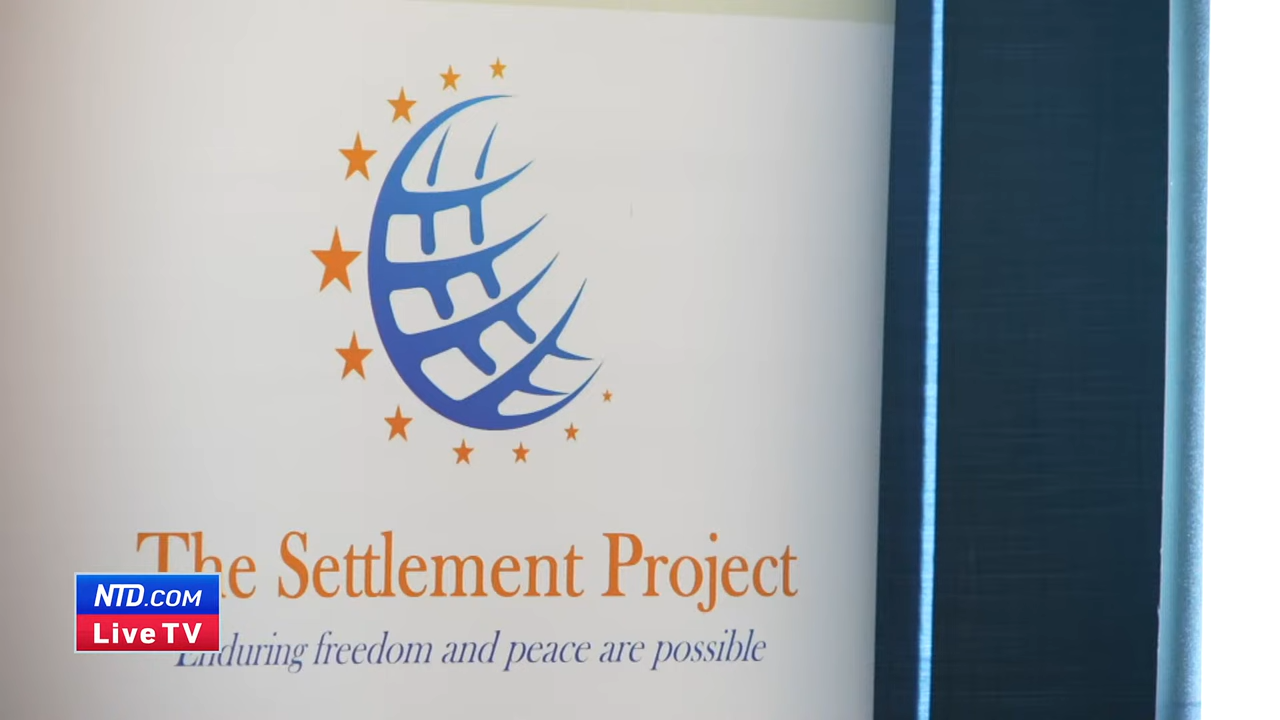 The Settlement Project
Enduring freedom and peace are possible
NTD.COM
Live TV